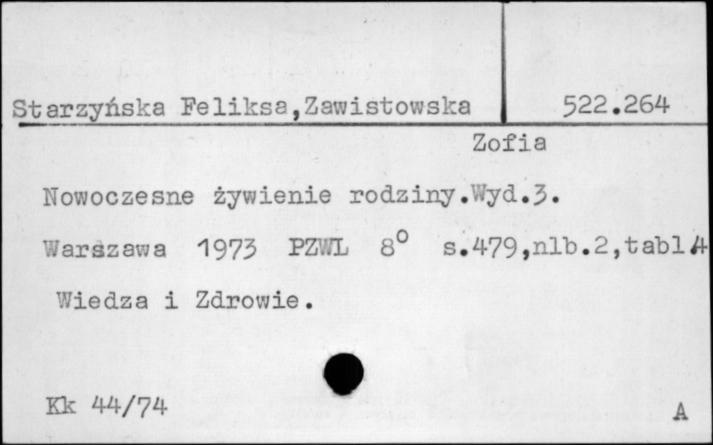 Starzyńska Feliksa,Zawistowska 522.264
Zofia
Nowoczesne żywienie rodziny.Wyd.3.
Warszawa 1973 PZWL 8° s.479,nlb.2,tabl.4
Wiedza i Zdrowie.
Kk 44/74 A